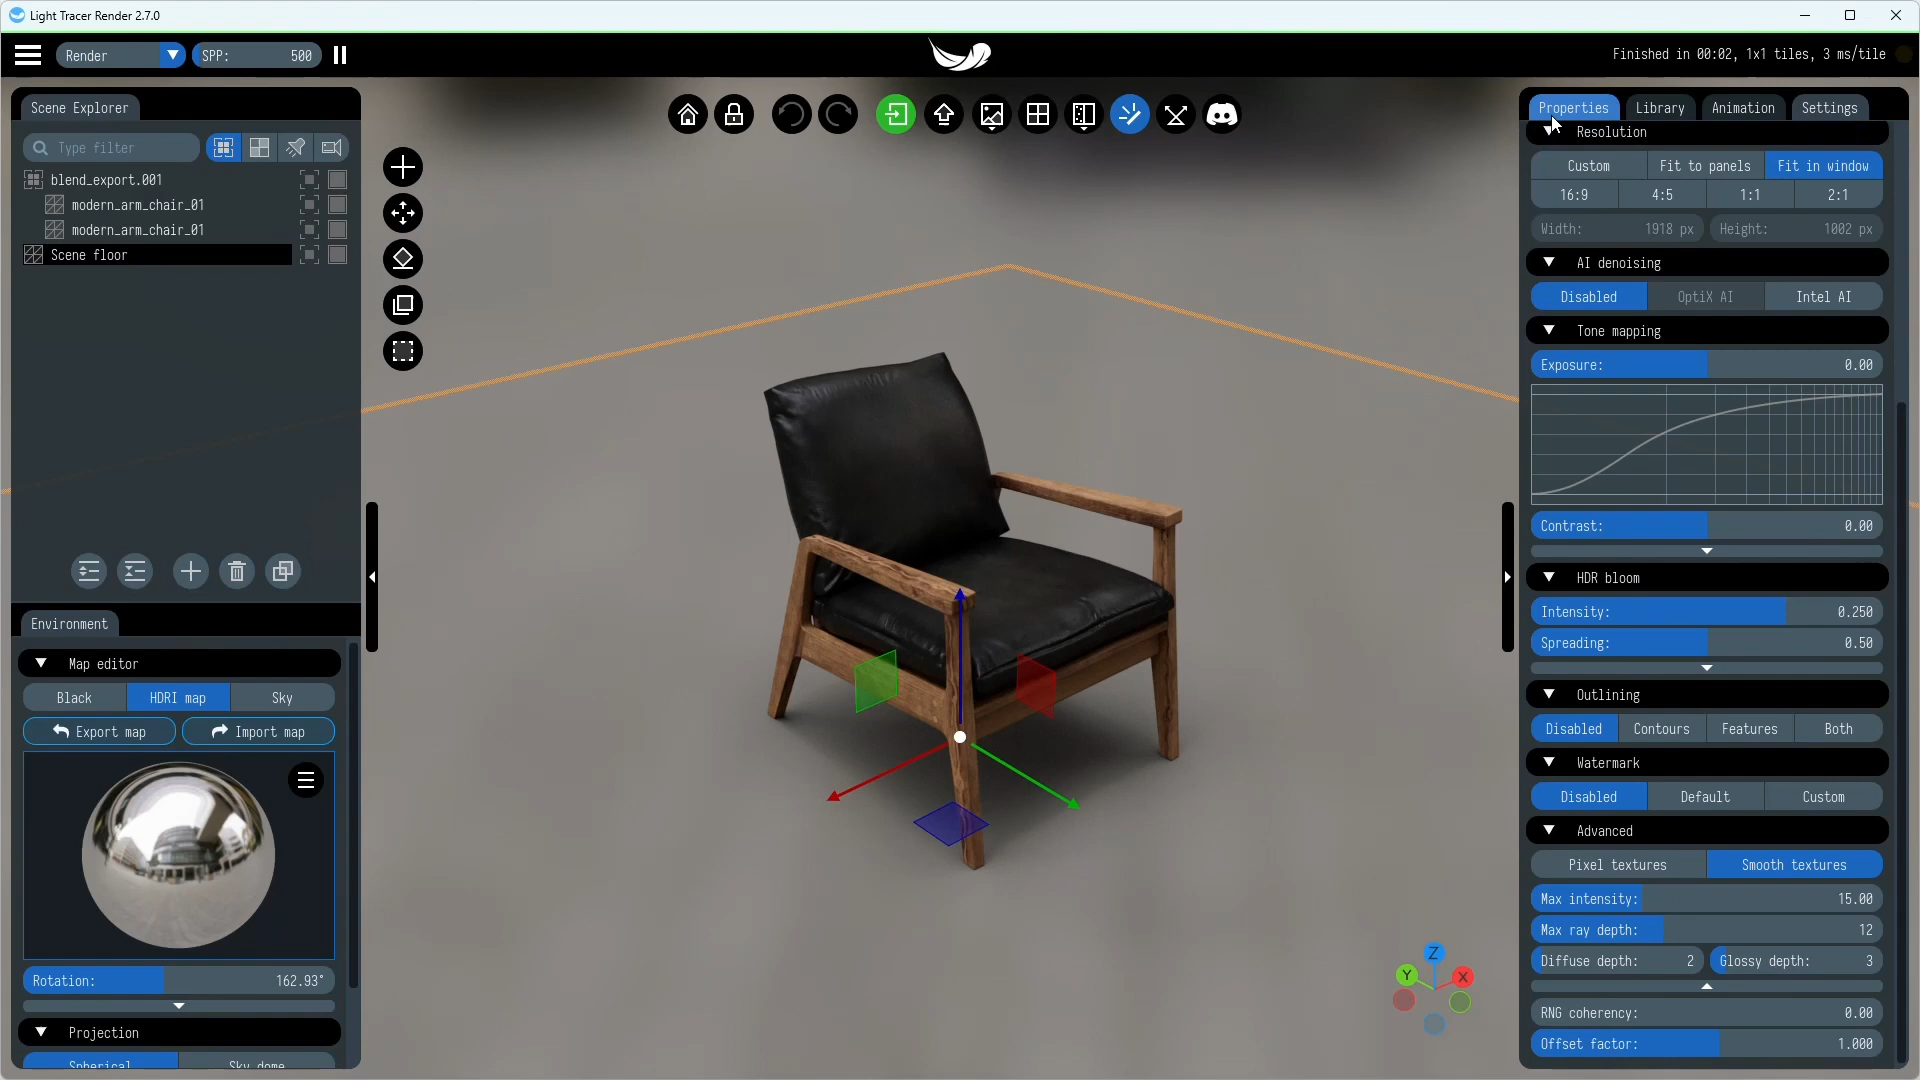 Light Tracer Render 2.7.0
Render
SPP: 500
Finished in 00:02, 1x1 tiles, 3 ms/tile
Scene Explorer
Type filter
blend_export.001
modern_arm_chair_01
modern_arm_chair_01
Scene floor
Environment
Map editor
Black HDRI map Sky
Export map Import map
Rotation: 162.93°
Projection
Spherical Sky dome
Z
Y
X
Properties Library Animation Settings
Resolution
Custom Fit to panels Fit in window
16:9 4:5 1:1 2:1
Width: 1918 px Height: 1002 px
AI denoising
Disabled OptiX AI Intel AI
Tone mapping
Exposure: 0.00
Contrast: 0.00
HDR bloom
Intensity: 0.250
Spreading: 0.50
Outlining
Disabled Contours Features Both
Watermark
Disabled Default Custom
Advanced
Pixel textures Smooth textures
Max intensity: 15.00
Max ray depth: 12
Diffuse depth: 2 Glossy depth: 3
RNG coherency: 0.00
Offset factor: 1.000